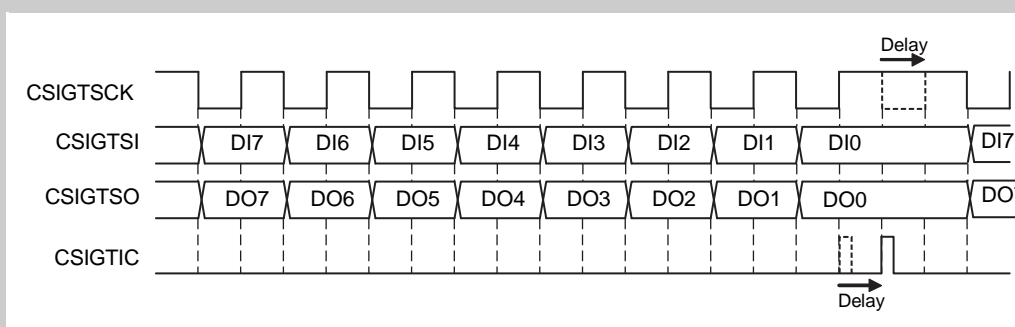 Delay
CSIGTSCK
CSIGTSI DI7 DI6 DI5 DI4 DI3 DI2 DI1 DI0 DI7
CSIGTSO DO7 DO6 DO5 DO4 DO3 DO2 DO1 DO0
CSIGTIC
Delay